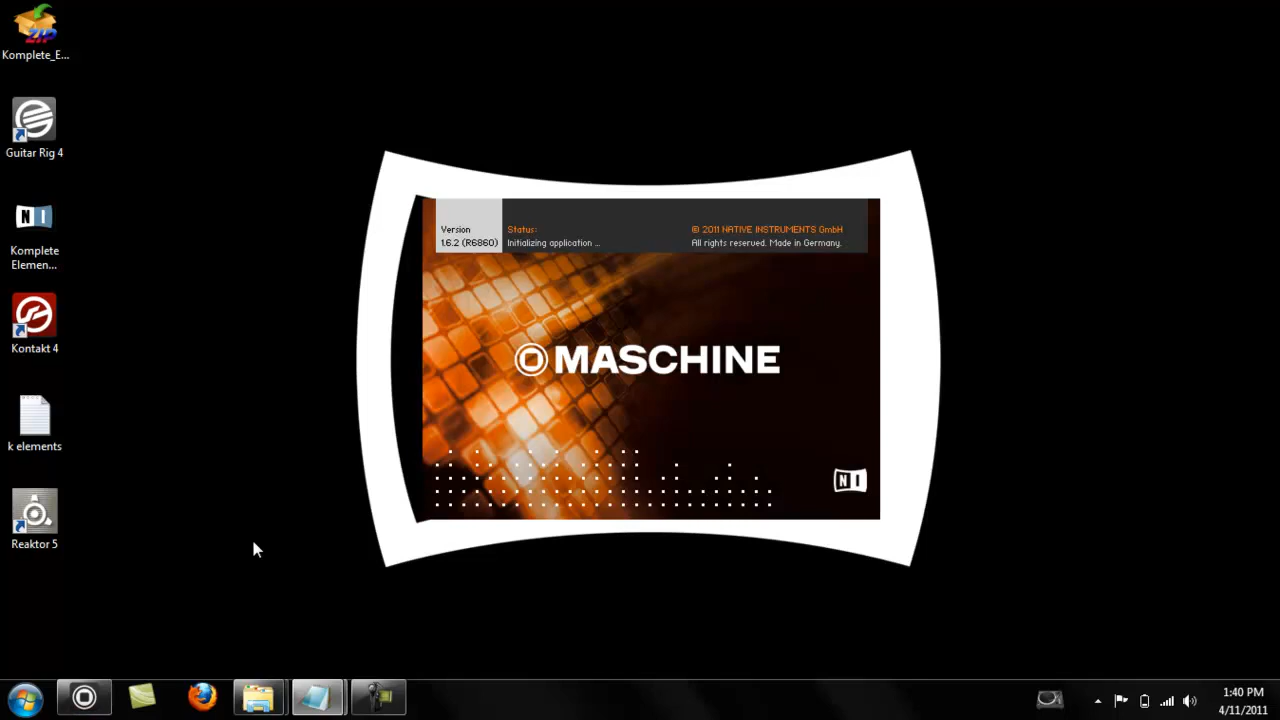 ZIP
Komplete_E...
Guitar Rig 4
N I
Komplete
Elemen...
Kontakt 4
k elements
Reaktor 5
Version
1.6.2 (R6860)
Status:
Initializing application ...
© 2011 NATIVE INSTRUMENTS GmbH
All rights reserved. Made in Germany.
MASCHINE
N I
1:40 PM
4/11/2011